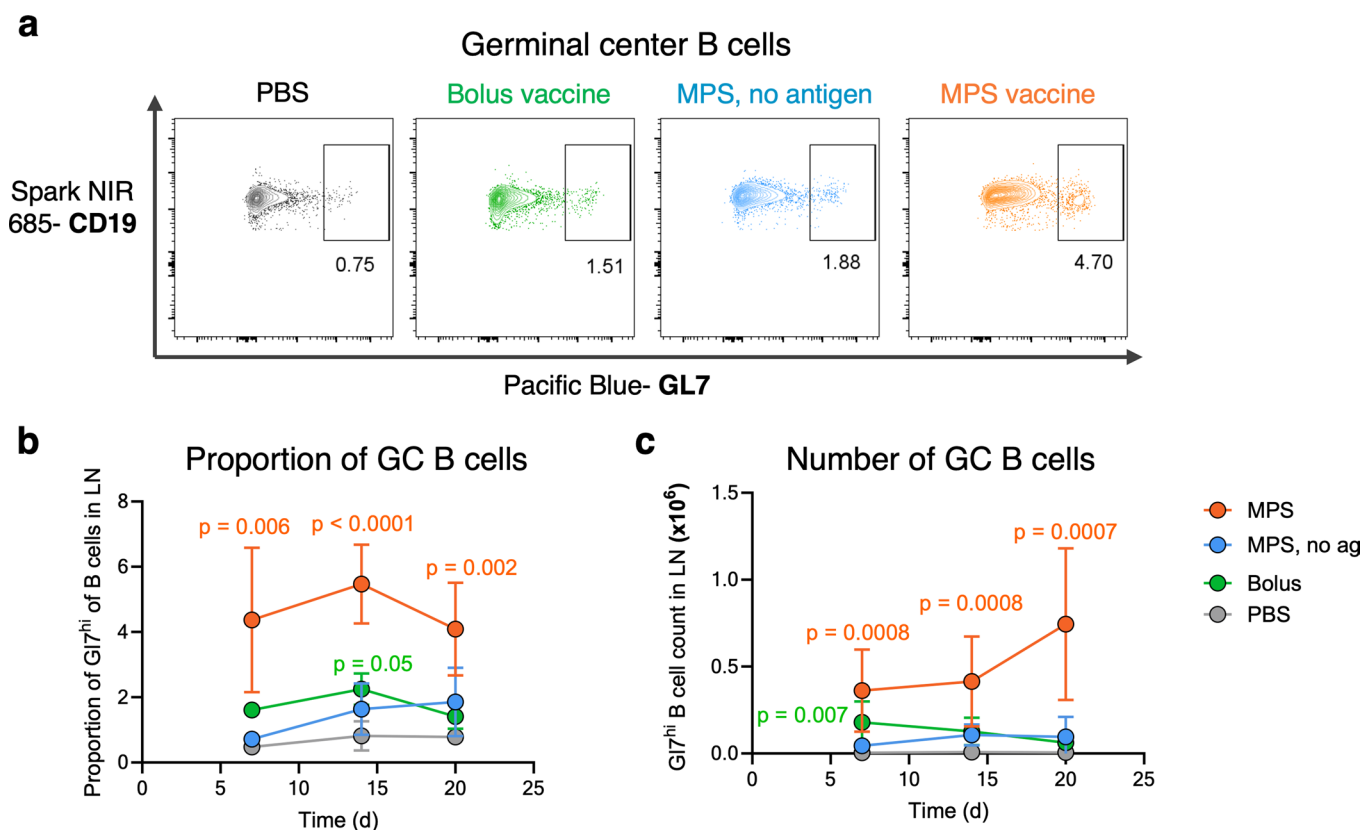 a
Germinal center B cells
PBS
Bolus vaccine
MPS, no antigen
MPS vaccine
Spark NIR
685- CD19
0.75
1.51
1.88
4.70
Pacific Blue- GL7
b
Proportion of GC B cells
Proportion of Gl7hi of B cells in LN
8
6
4
2
0
p = 0.006
p < 0.0001
p = 0.002
p = 0.05
0
5
10
15
20
25
Time (d)
c
Number of GC B cells
Gl7hi B cell count in LN (x10⁶)
1.5
1.0
0.5
0.0
p = 0.0008
p = 0.0008
p = 0.0007
p = 0.007
0
5
10
15
20
25
Time (d)
MPS
MPS, no ag
Bolus
PBS